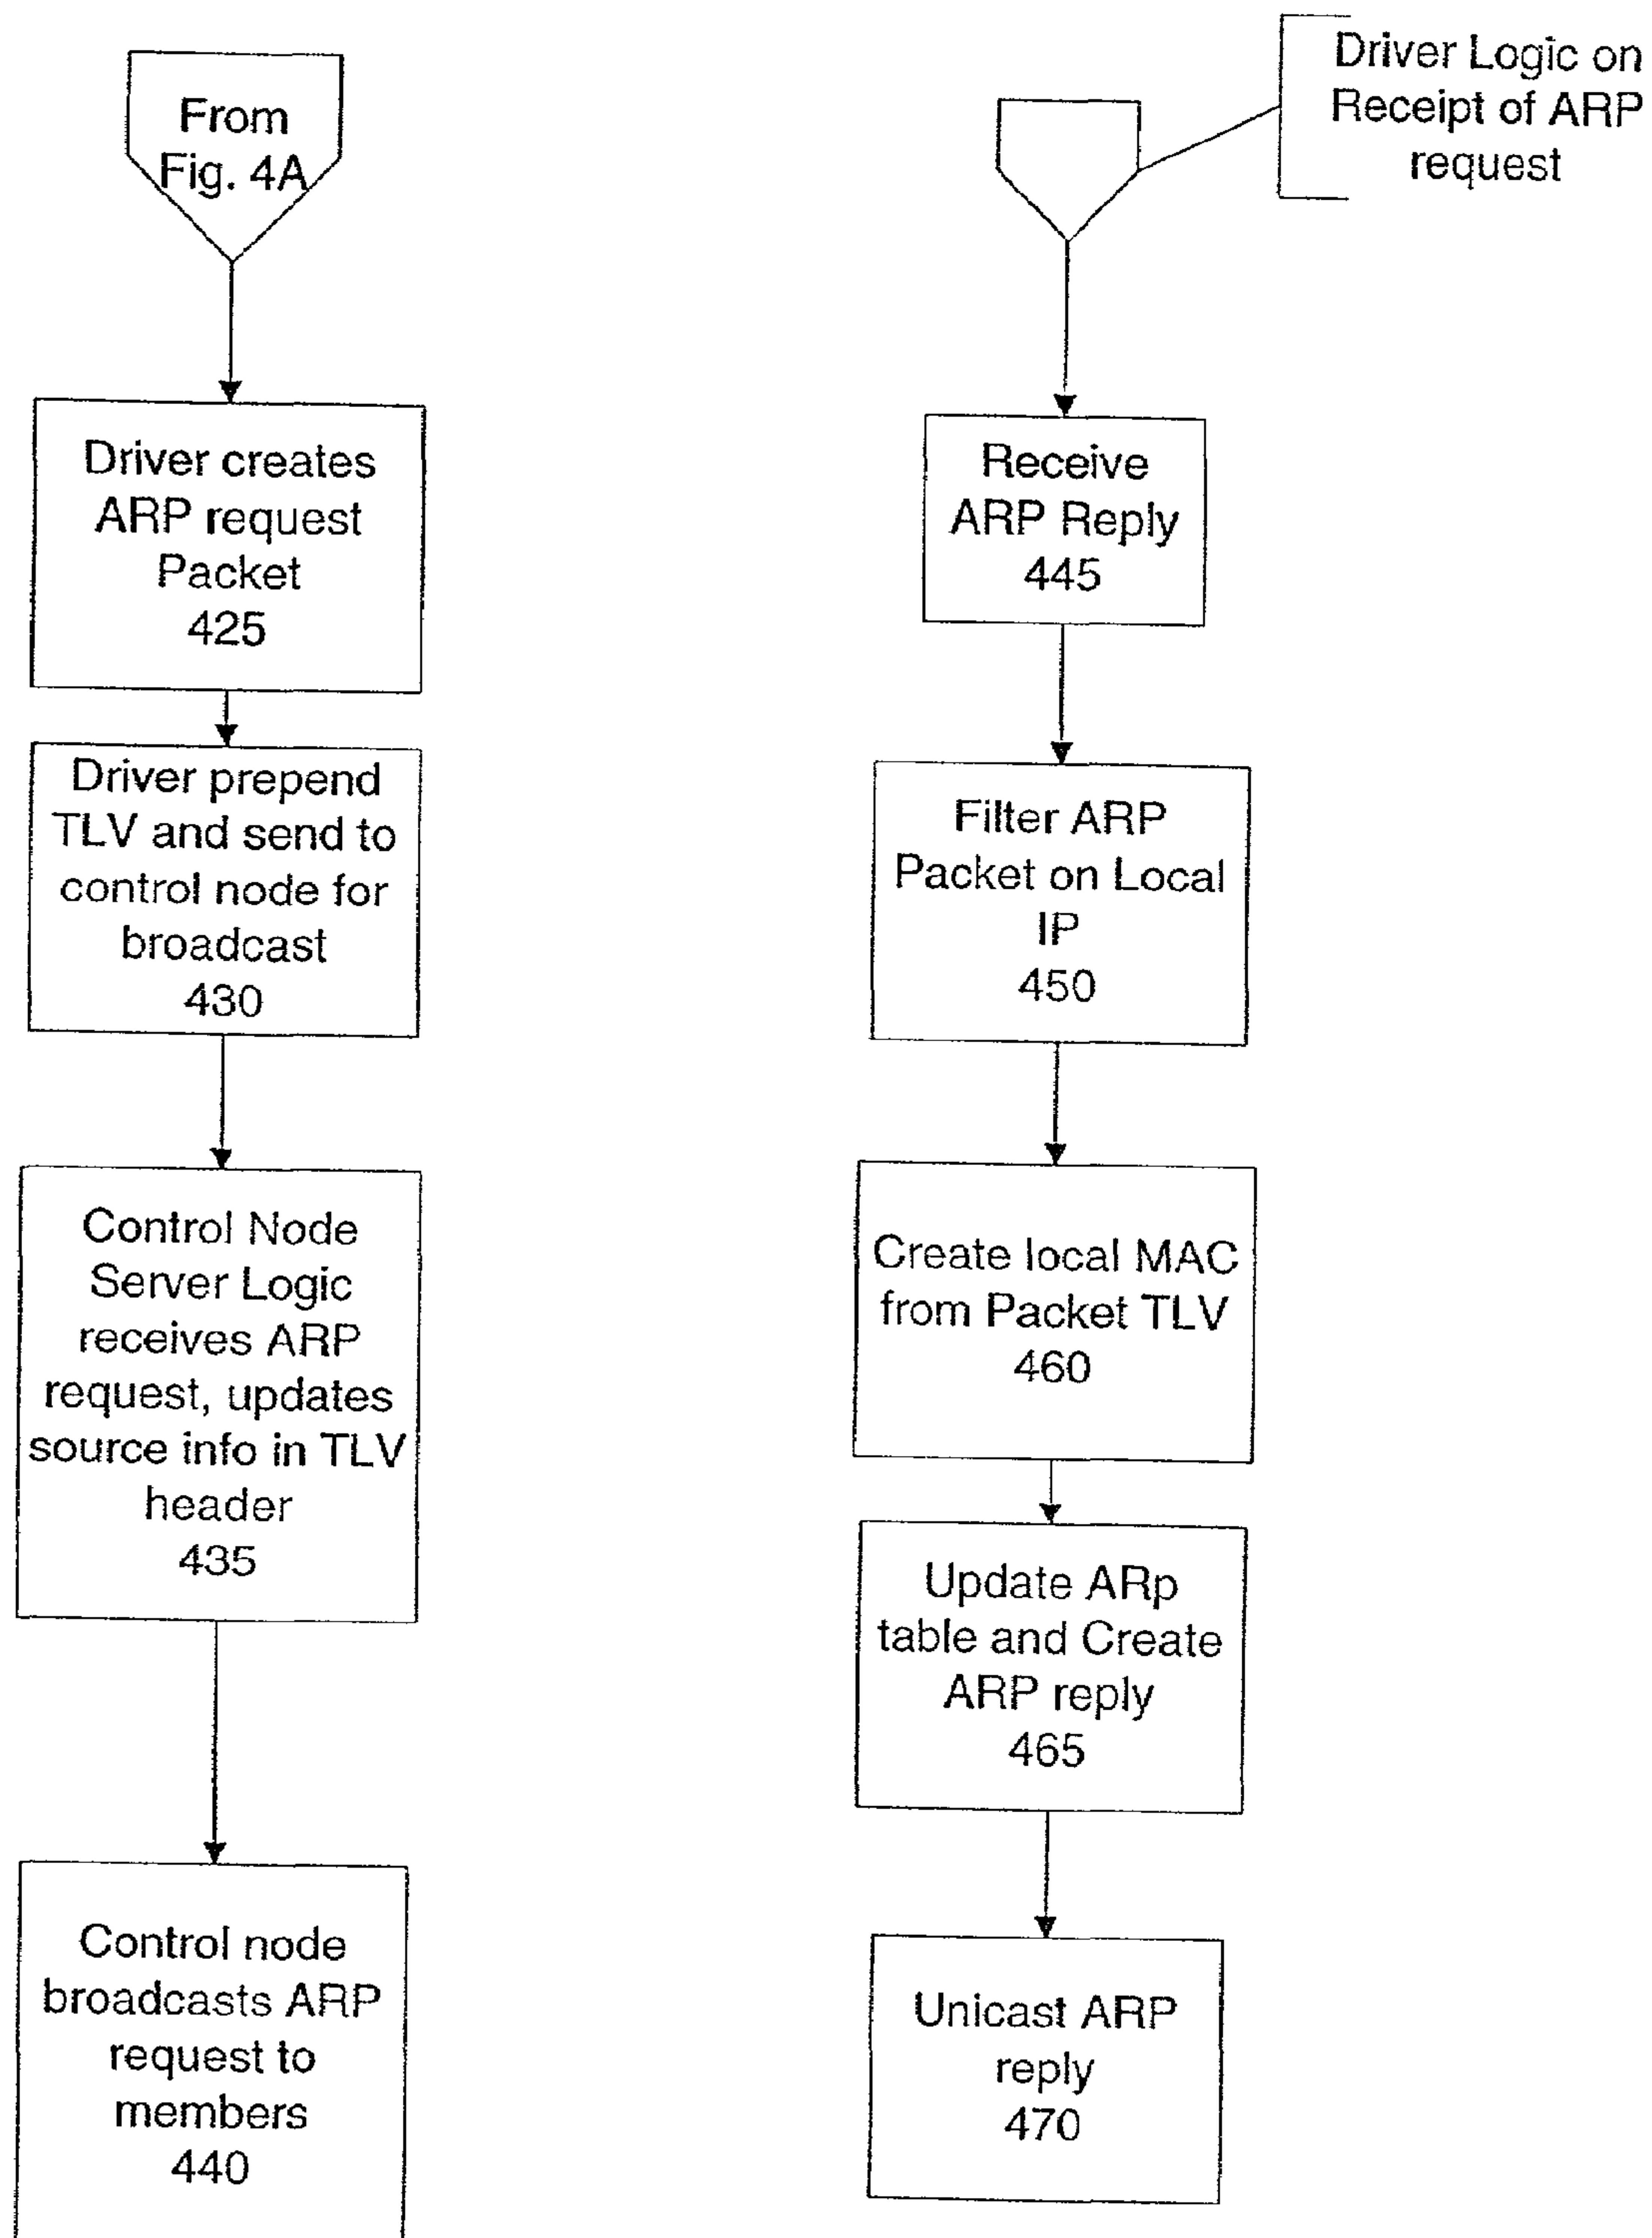 From
Fig. 4A
Driver creates
ARP request
Packet
425
Driver prepend
TLV and send to
control node for
broadcast
430
Control Node
Server Logic
receives ARP
request, updates
source info in TLV
header
435
Control node
broadcasts ARP
request to
members
440
Driver Logic on
Receipt of ARP
request
Receive
ARP Reply
445
Filter ARP
Packet on Local
IP
450
Create local MAC
from Packet TLV
460
Update ARp
table and Create
ARP reply
465
Unicast ARP
reply
470